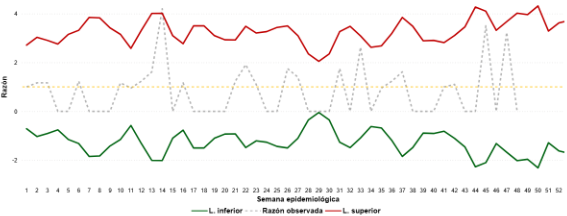 Razón
4
2
0
-2
1 2 3 4 5 6 7 8 9 10 11 12 13 14 15 16 17 18 19 20 21 22 23 24 25 26 27 28 29 30 31 32 33 34 35 36 37 38 39 40 41 42 43 44 45 46 47 48 49 50 51 52
Semana epidemiológica
L. inferior Razón observada L. superior